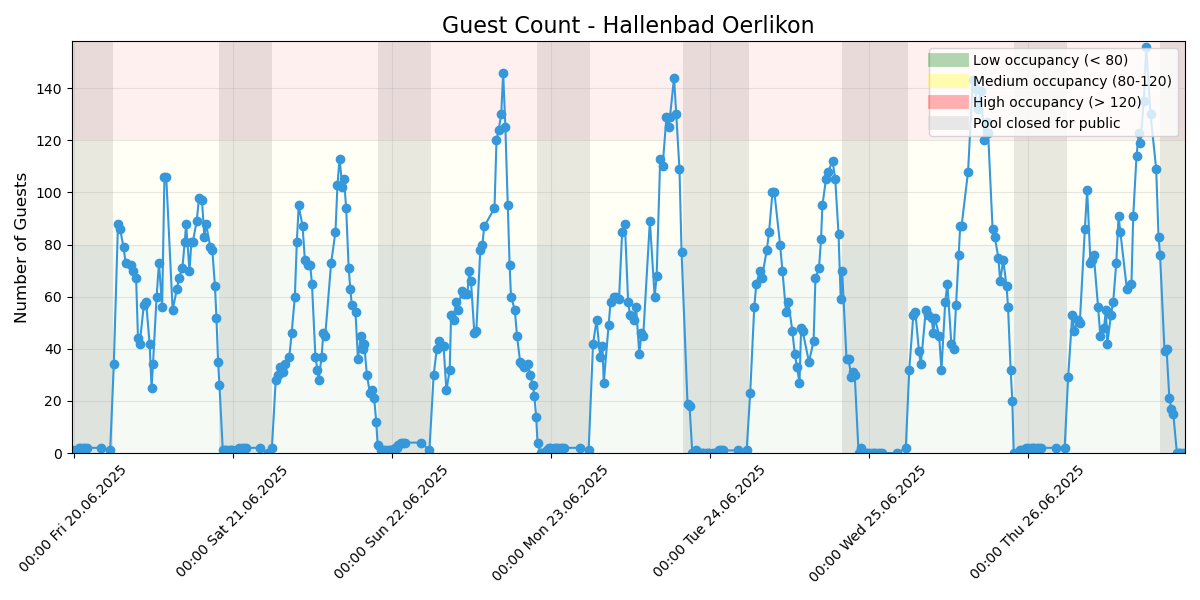 Guest Count - Hallenbad Oerlikon
Number of Guests
140
120
100
80
60
40
20
0
Low occupancy (< 80)
Medium occupancy (80-120)
High occupancy (> 120)
Pool closed for public
00:00 Fri 20.06.2025
00:00 Sat 21.06.2025
00:00 Sun 22.06.2025
00:00 Mon 23.06.2025
00:00 Tue 24.06.2025
00:00 Wed 25.06.2025
00:00 Thu 26.06.2025